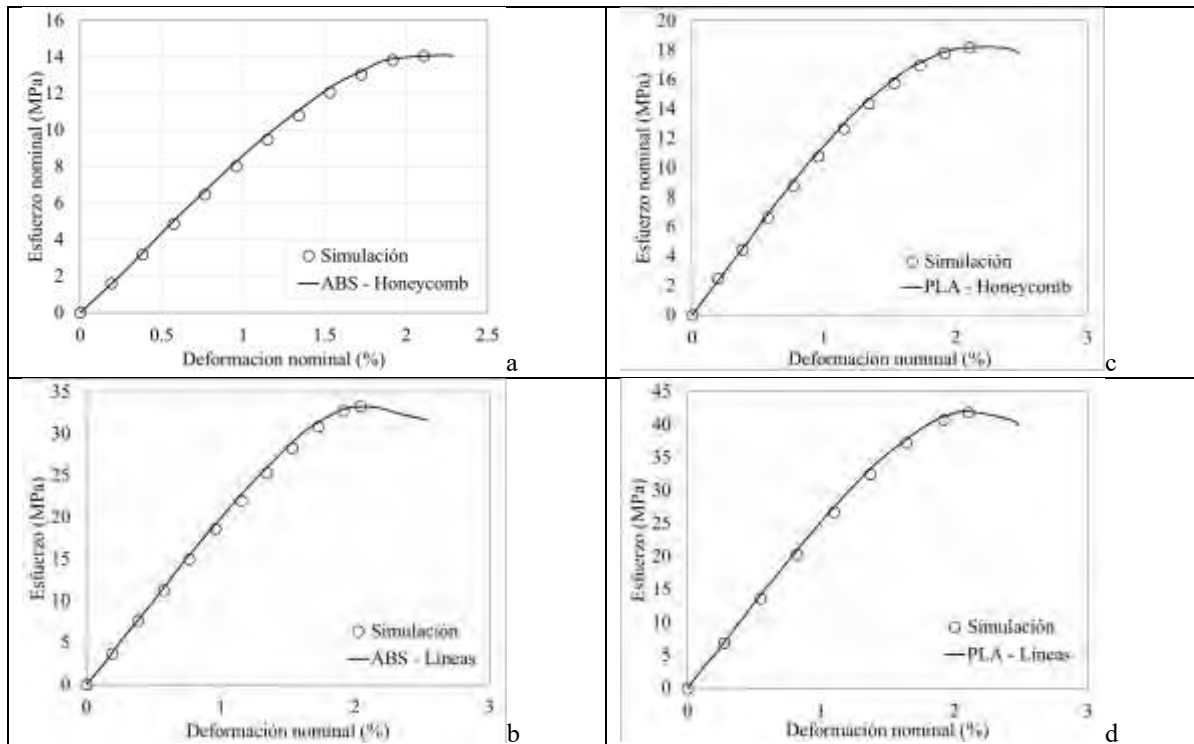 16
14
12
10
8
6
4
2
0
Esfuerzo nominal (MPa)
Simulación
ABS - Honeycomb
0 0.5 1 1.5 2 2.5
Deformacion nominal (%)
a
20
18
16
14
12
10
8
6
4
2
0
Esfuerzo nominal (MPa)
Simulación
PLA - Honeycomb
0 1 2 3
Deformacion nominal (%)
c
35
30
25
20
15
10
5
0
Esfuerzo (MPa)
Simulación
ABS - Lineas
0 1 2 3
Deformacion nominal (%)
b
45
40
35
30
25
20
15
10
5
0
Esfuerzo (MPa)
Simulación
PLA - Lineas
0 1 2 3
Deformacion nominal (%)
d